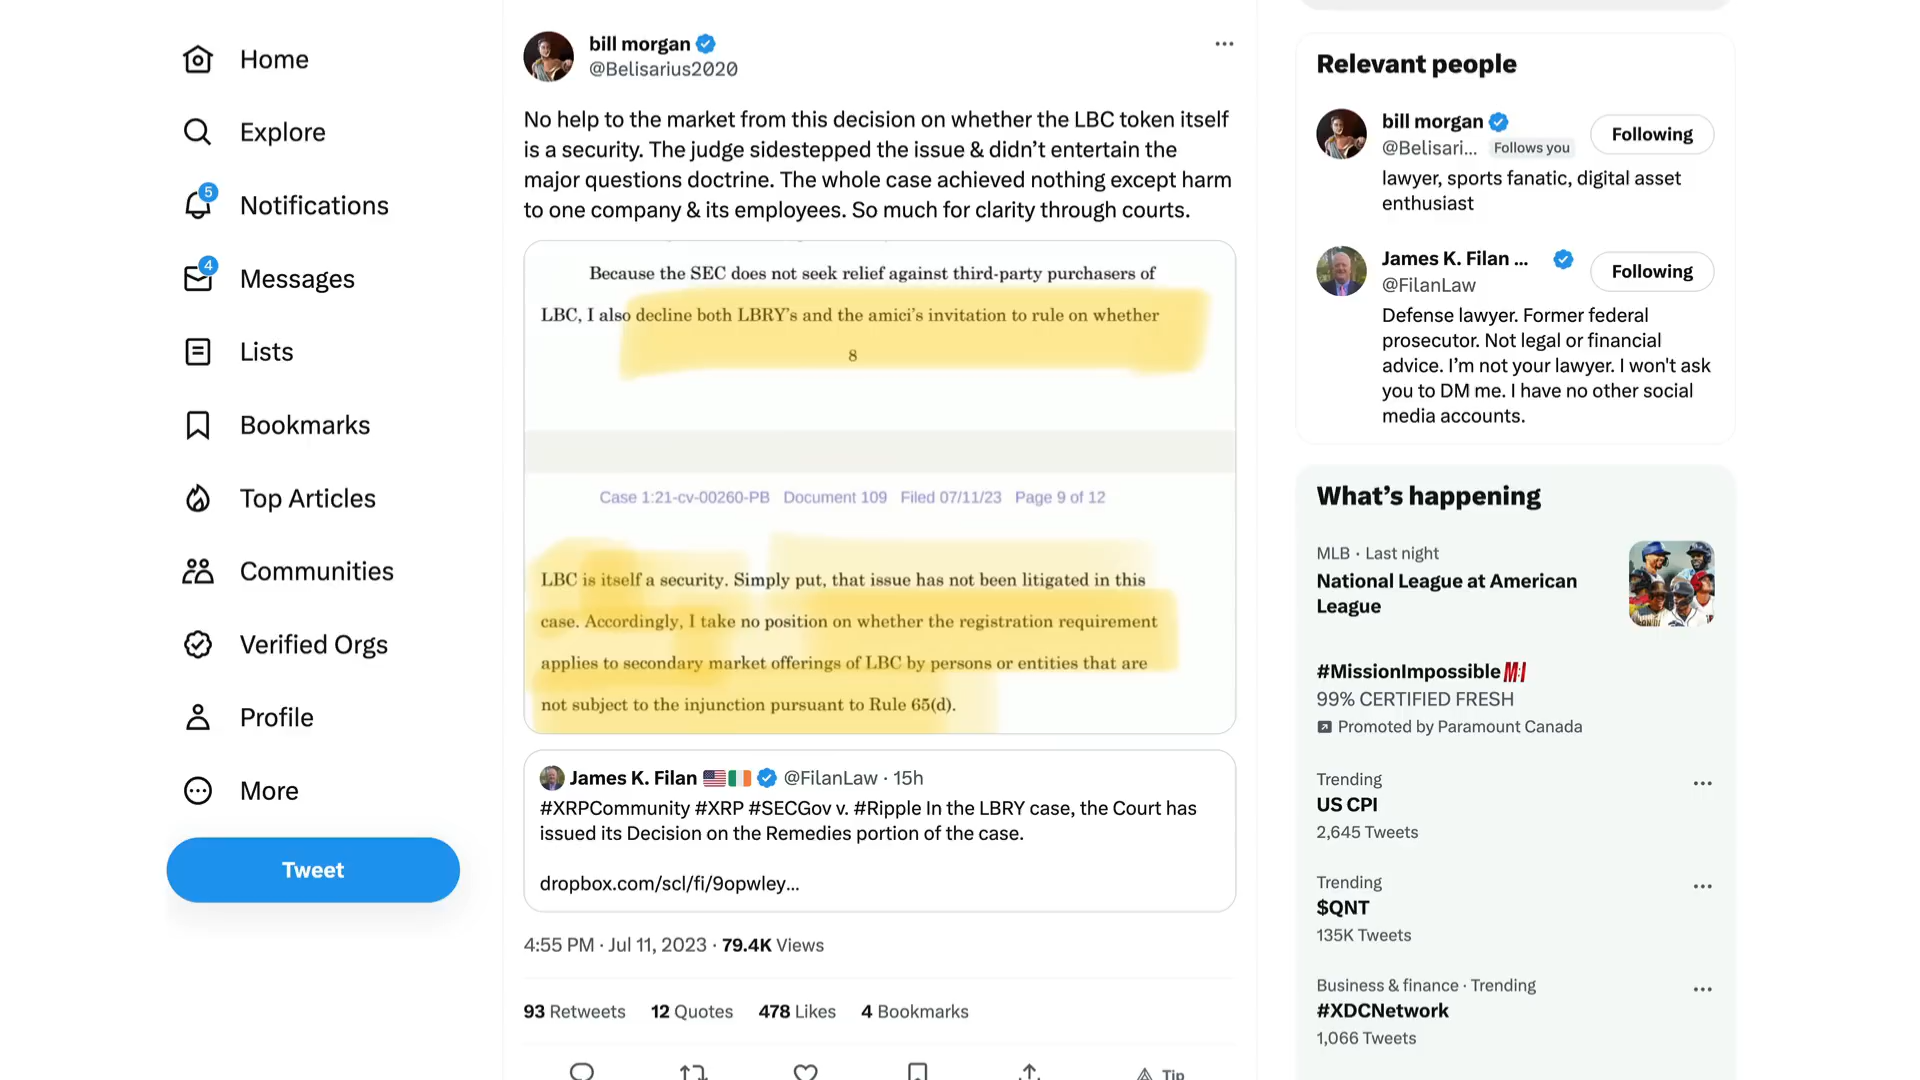 Home
Explore
5
Notifications
4
Messages
Lists
Bookmarks
Top Articles
Communities
Verified Orgs
Profile
More
Tweet
bill morgan
@Belisarius2020
No help to the market from this decision on whether the LBC token itself
is a security. The judge sidestepped the issue & didn’t entertain the
major questions doctrine. The whole case achieved nothing except harm
to one company & its employees. So much for clarity through courts.
Because the SEC does not seek relief against third-party purchasers of
LBC, I also decline both LBRY’s and the amici’s invitation to rule on whether
8
Case 1:21-cv-00260-PB Document 109 Filed 07/11/23 Page 9 of 12
LBC is itself a security. Simply put, that issue has not been litigated in this
case. Accordingly, I take no position on whether the registration requirement
applies to secondary market offerings of LBC by persons or entities that are
not subject to the injunction pursuant to Rule 65(d).
James K. Filan 🇺🇸🇮🇪 @FilanLaw · 15h
#XRPCommunity #XRP #SECGov v. #Ripple In the LBRY case, the Court has
issued its Decision on the Remedies portion of the case.
dropbox.com/scl/fi/9opwley...
4:55 PM · Jul 11, 2023 · 79.4K Views
93 Retweets 12 Quotes 478 Likes 4 Bookmarks
Tip
Relevant people
bill morgan
Following
@Belisari... Follows you
lawyer, sports fanatic, digital asset
enthusiast
James K. Filan ...
Following
@FilanLaw
Defense lawyer. Former federal
prosecutor. Not legal or financial
advice. I’m not your lawyer. I won't ask
you to DM me. I have no other social
media accounts.
What’s happening
MLB · Last night
National League at American
League
#MissionImpossible
99% CERTIFIED FRESH
Promoted by Paramount Canada
Trending
US CPI
2,645 Tweets
Trending
$QNT
135K Tweets
Business & finance · Trending
#XDCNetwork
1,066 Tweets